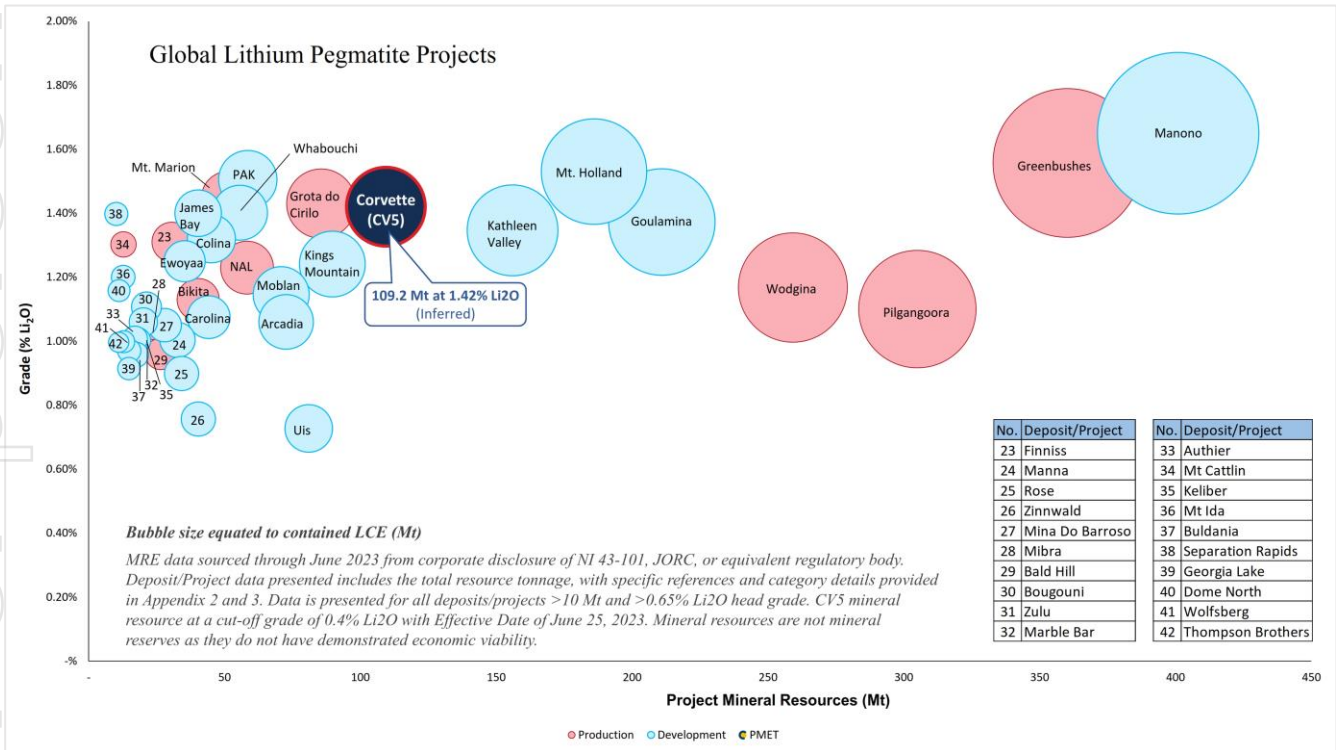 Global Lithium Pegmatite Projects
2.00%
1.80%
1.60%
1.40%
1.20%
1.00%
0.80%
0.60%
0.40%
0.20%
-%
Grade (% Li2O)
Mt. Marion
Whabouchi
PAK
38
James
Bay
Grota do
Cirilo
Corvette
(CV5)
34
23
Colina
Ewoyaa
NAL
Kings
Mountain
36
40
28
Bikita
Moblan
30
33
31
27
Carolina
Arcadia
41
42
24
29
39
25
37
32
35
26
Uis
109.2 Mt at 1.42% Li2O
(Inferred)
Kathleen
Valley
Mt. Holland
Goulamina
Wodgina
Pilgangoora
Greenbushes
Manono
Bubble size equated to contained LCE (Mt)
MRE data sourced through June 2023 from corporate disclosure of NI 43-101, JORC, or equivalent regulatory body.
Deposit/Project data presented includes the total resource tonnage, with specific references and category details provided
in Appendix 2 and 3. Data is presented for all deposits/projects >10 Mt and >0.65% Li2O head grade. CV5 mineral
resource at a cut-off grade of 0.4% Li2O with Effective Date of June 25, 2023. Mineral resources are not mineral
reserves as they do not have demonstrated economic viability.
No. Deposit/Project
23 Finniss
24 Manna
25 Rose
26 Zinnwald
27 Mina Do Barroso
28 Mibra
29 Bald Hill
30 Bougouni
31 Zulu
32 Marble Bar
No. Deposit/Project
33 Authier
34 Mt Cattlin
35 Keliber
36 Mt Ida
37 Buldania
38 Separation Rapids
39 Georgia Lake
40 Dome North
41 Wolfsberg
42 Thompson Brothers
- 50 100 150 200 250 300 350 400 450
Project Mineral Resources (Mt)
Production Development PMET